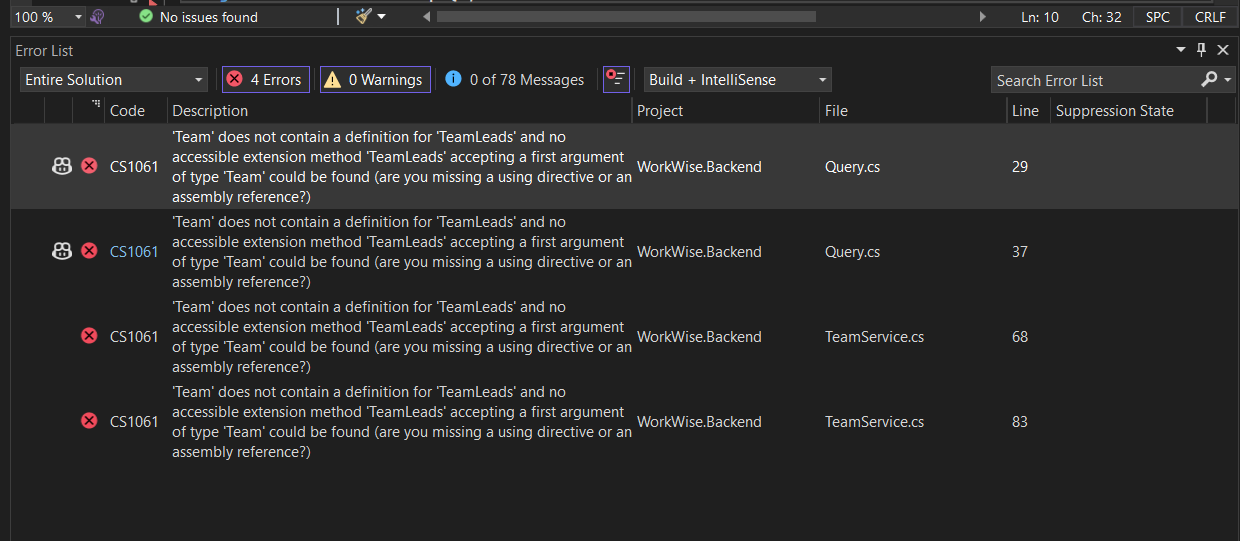 100 %
No issues found
Ln: 10
Ch: 32
SPC
CRLF
Error List
Entire Solution
4 Errors
0 Warnings
0 of 78 Messages
Build + IntelliSense
Search Error List
Code
Description
Project
File
Line
Suppression State
CS1061
'Team' does not contain a definition for 'TeamLeads' and no
accessible extension method 'TeamLeads' accepting a first argument
of type 'Team' could be found (are you missing a using directive or an
assembly reference?)
WorkWise.Backend
Query.cs
29
CS1061
'Team' does not contain a definition for 'TeamLeads' and no
accessible extension method 'TeamLeads' accepting a first argument
of type 'Team' could be found (are you missing a using directive or an
assembly reference?)
WorkWise.Backend
Query.cs
37
CS1061
'Team' does not contain a definition for 'TeamLeads' and no
accessible extension method 'TeamLeads' accepting a first argument
of type 'Team' could be found (are you missing a using directive or an
assembly reference?)
WorkWise.Backend
TeamService.cs
68
CS1061
'Team' does not contain a definition for 'TeamLeads' and no
accessible extension method 'TeamLeads' accepting a first argument
of type 'Team' could be found (are you missing a using directive or an
assembly reference?)
WorkWise.Backend
TeamService.cs
83